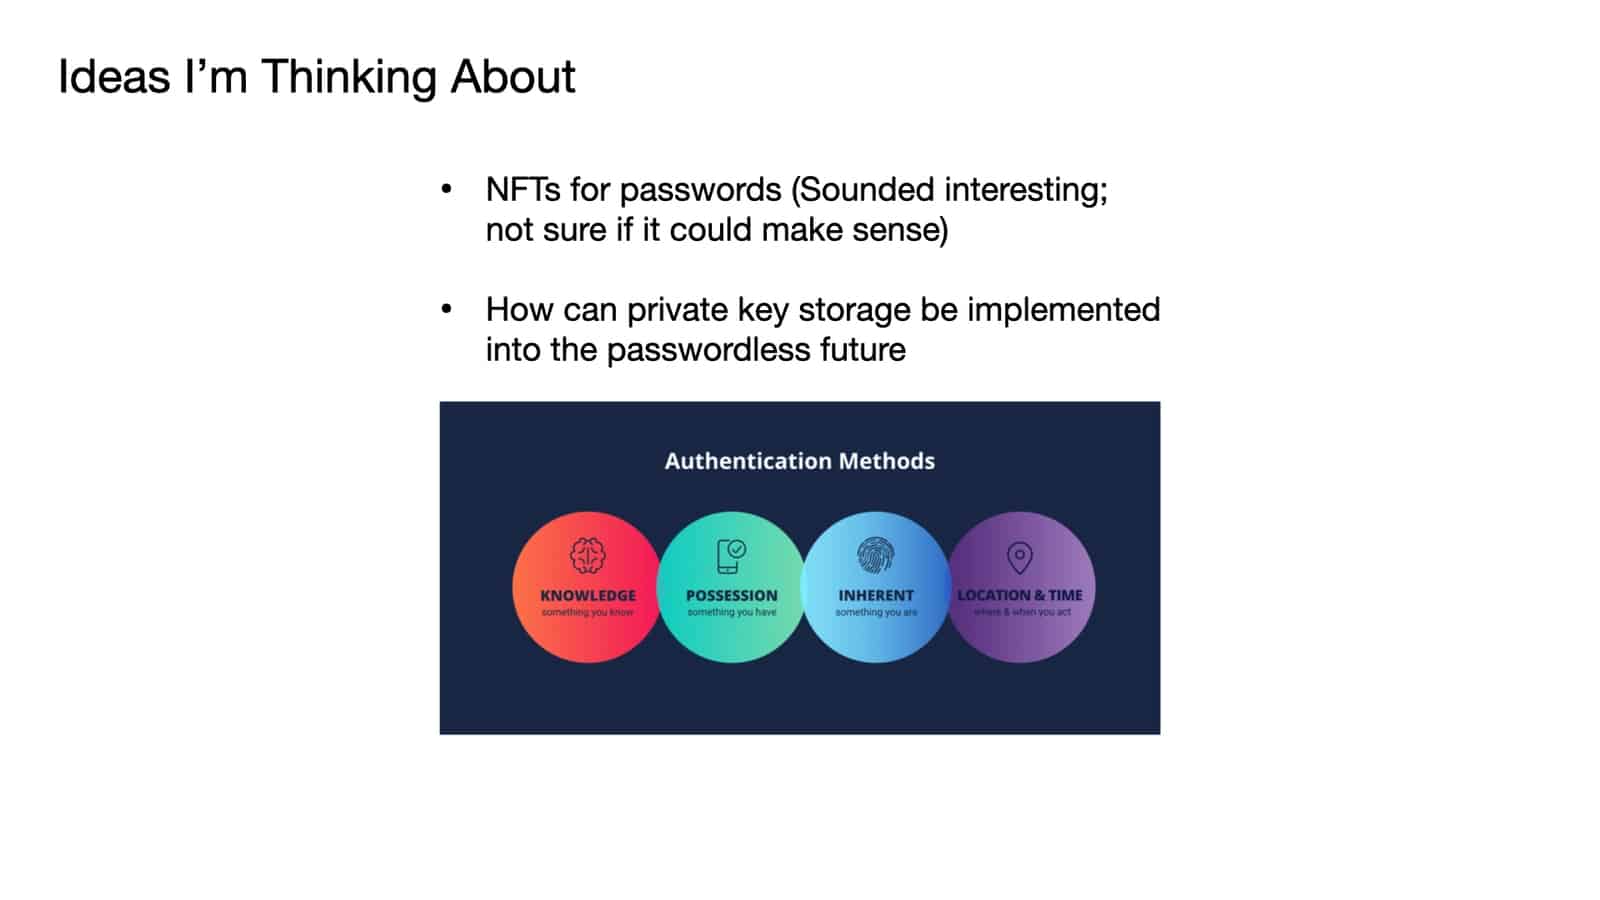 Ideas I’m Thinking About
• NFTs for passwords (Sounded interesting;
not sure if it could make sense)
• How can private key storage be implemented
into the passwordless future
Authentication Methods
KNOWLEDGE
something you know
POSSESSION
something you have
INHERENT
something you are
LOCATION & TIME
where & when you act